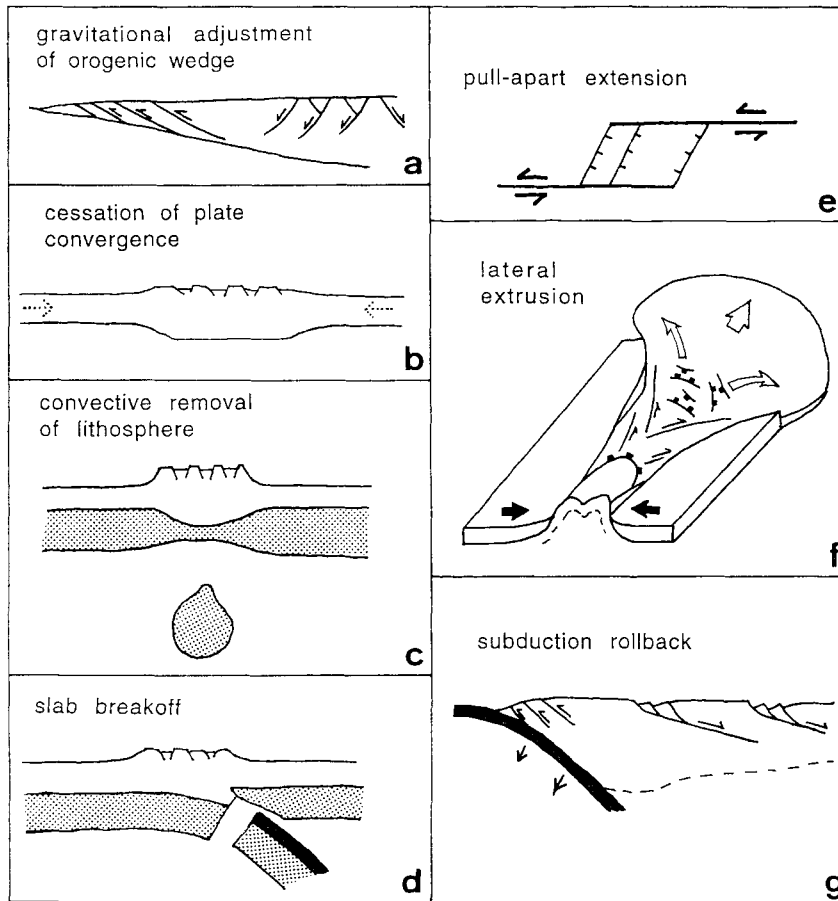 gravitational adjustment
of orogenic wedge
a
cessation of plate
convergence
b
convective removal
of lithosphere
c
slab breakoff
d
pull-apart extension
e
lateral
extrusion
f
subduction rollback
g